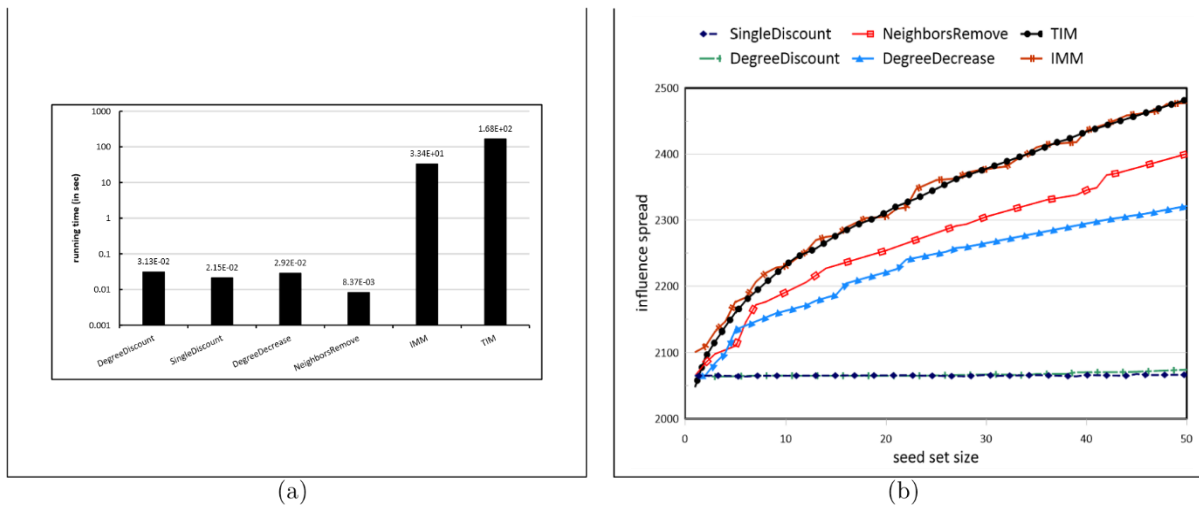 1000
100
10
1
0.1
0.01
0.001
running time (in sec)
3.13E-02
2.15E-02
2.92E-02
8.37E-03
3.34E+01
1.68E+02
DegreeDiscount
SingleDiscount
DegreeDecrease
NeighborsRemove
IMM
TIM
(a)
SingleDiscount NeighborsRemove TIM
DegreeDiscount DegreeDecrease IMM
2500
2400
2300
2200
2100
2000
influence spread
0 10 20 30 40 50
seed set size
(b)